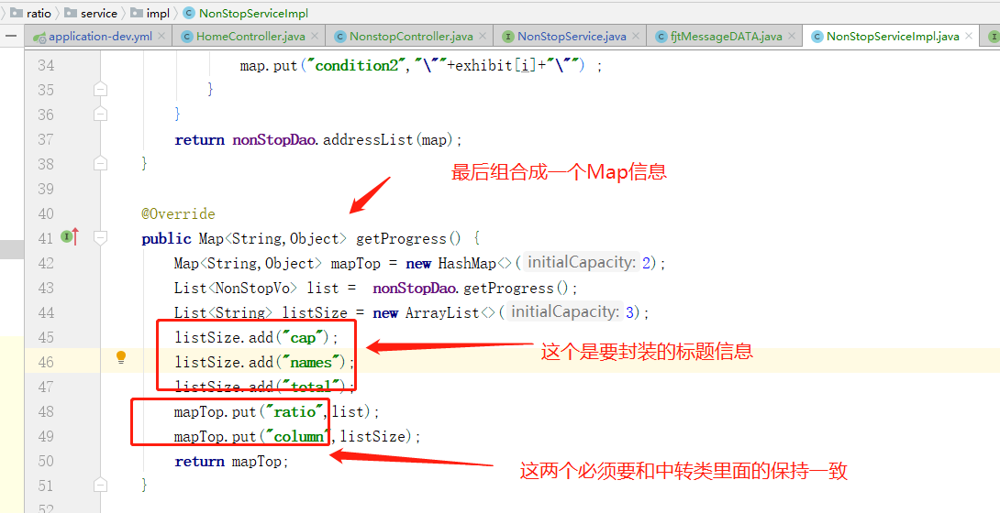 ratio service impl NonStopServiceImpl
application-dev.yml HomeController.java NonstopController.java NonStopService.java fjtMessageDATA.java NonStopServiceImpl.java
34 map.put("condition2","\""+exhibit[i]+"\"") ;
35 }
36 }
37 return nonStopDao.addressList(map);
38 }
最后组合成一个Map信息
39
40 @Override
41 public Map<String,Object> getProgress() {
42 Map<String,Object> mapTop = new HashMap<>( initialCapacity: 2);
43 List<NonStopVo> list = nonStopDao.getProgress();
44 List<String> listSize = new ArrayList<>( initialCapacity: 3);
45 listSize.add("cap");
这个是要封装的标题信息
46 listSize.add("names");
47 listSize.add("total");
48 mapTop.put("ratio",list);
49 mapTop.put("column",listSize);
50 return mapTop;
这两个必须要和中转类里面的保持一致
51 }
52